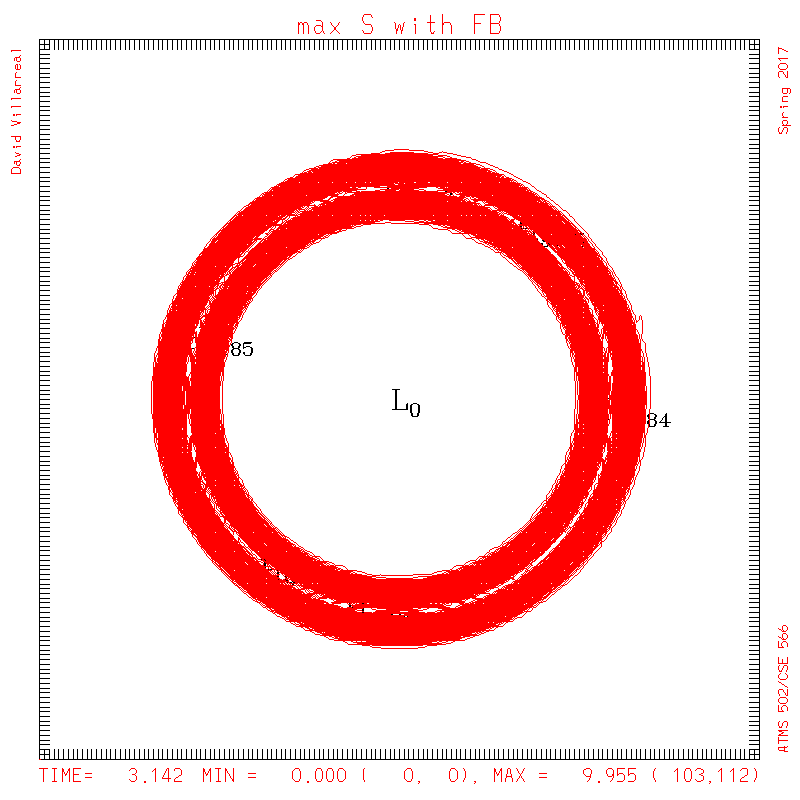 max S with FB
David Villarreal
Spring 2017
85
L0
84
ATMS 502/CSE 566
TIME= 3.142 MIN = 0.000 ( 0, 0), MAX = 9.955 ( 103,112)